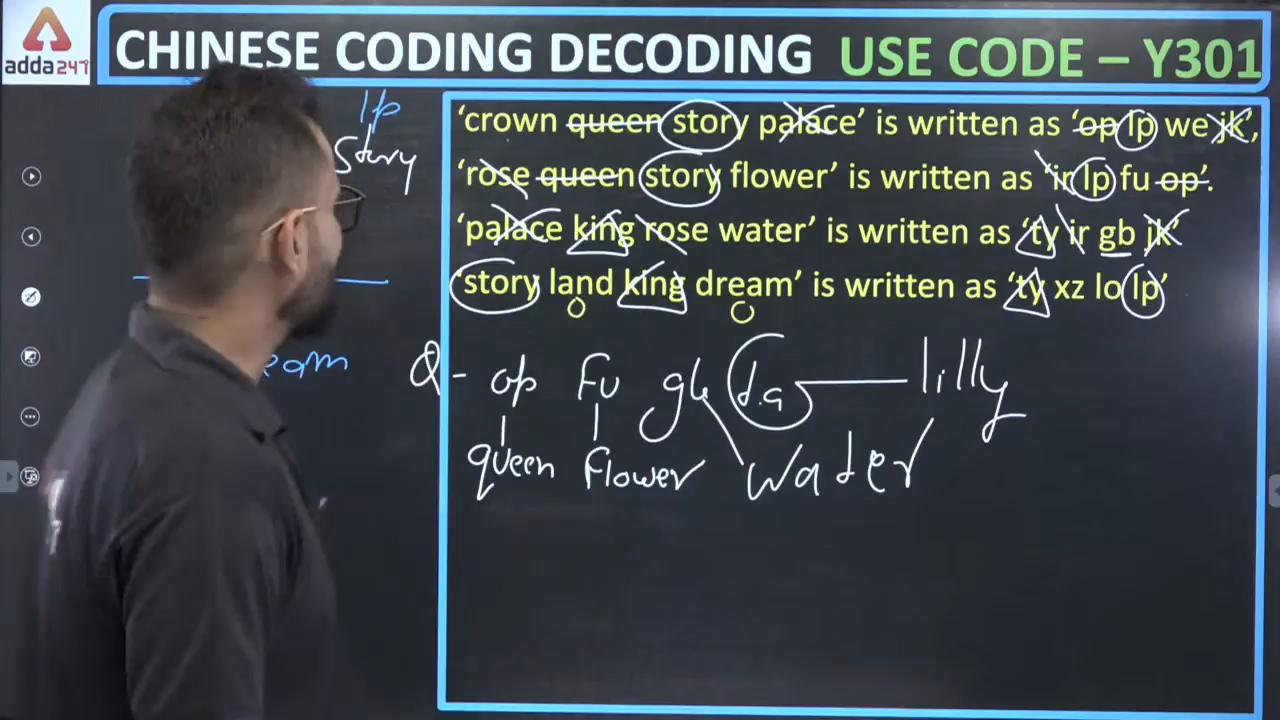 adda247
CHINESE CODING DECODING USE CODE – Y301
lp
story
'crown queen story palace' is written as 'op lp we jk',
'rose queen story flower' is written as 'ir lp fu op'.
'palace king rose water' is written as 'ty ir gb jk'
'story land king dream' is written as 'ty xz lo lp'
eam
Q- op Fu gb da lilly
queen Flower water